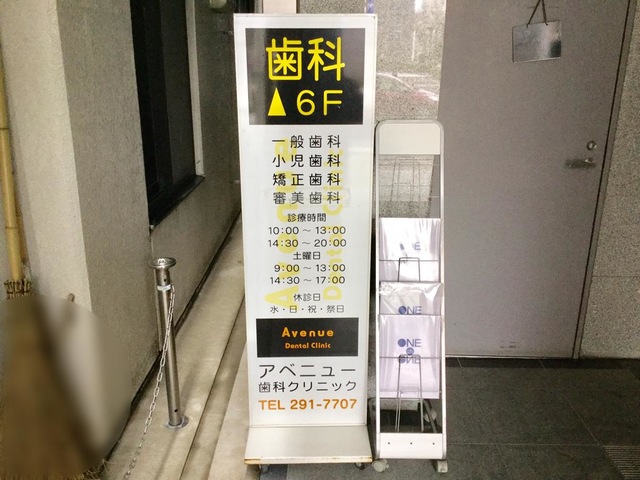 歯科
▲6F
一般歯科
小児歯科
矯正歯科
審美歯科
診療時間
10:00～13:00
14:30～20:00
土曜日
9:00～13:00
14:30～17:00
休診日
水・日・祝・祭日
Avenue
Dental Clinic
アベニュー
歯科クリニック
TEL 291-7707
ONE
ONE
ONE